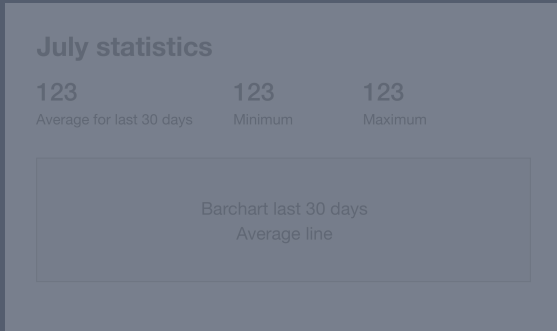 July statistics
123 123 123
Average for last 30 days Minimum Maximum
Barchart last 30 days
Average line